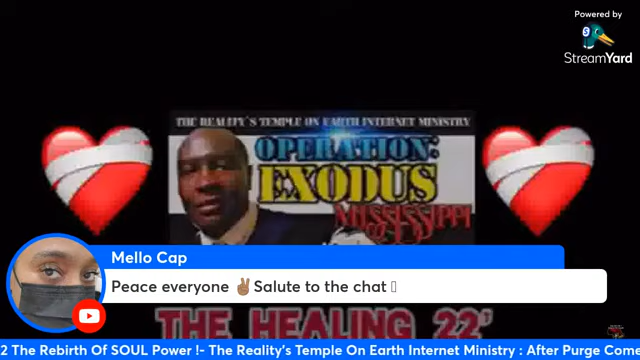 Powered by
StreamYard
THE REALITY'S TEMPLE ON EARTH INTERNET MINISTRY
OPERATION:
EXODUS
MISSISSIPPI
Mello Cap
Peace everyone ✌🏽Salute to the chat
THE HEALING 22'
2 The Rebirth Of SOUL Power !- The Reality's Temple On Earth Internet Ministry : After Purge Come